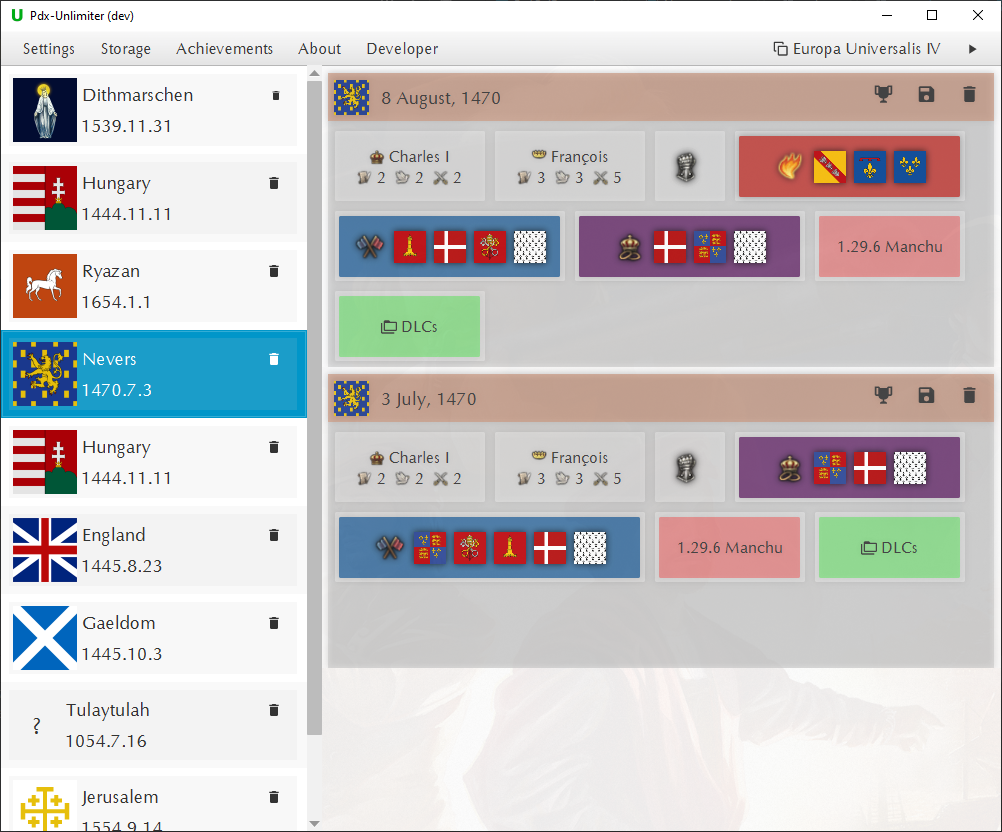 Pdx-Unlimiter (dev)
Settings Storage Achievements About Developer Europa Universalis IV
Dithmarschen
1539.11.31
Hungary
1444.11.11
Ryazan
1654.1.1
Nevers
1470.7.3
Hungary
1444.11.11
England
1445.8.23
Gaeldom
1445.10.3
?
Tulaytulah
1054.7.16
Jerusalem
1554.9.14
8 August, 1470
Charles I
2 2 2
François
3 3 5
1.29.6 Manchu
DLCs
3 July, 1470
Charles I
2 2 2
François
3 3 5
1.29.6 Manchu
DLCs